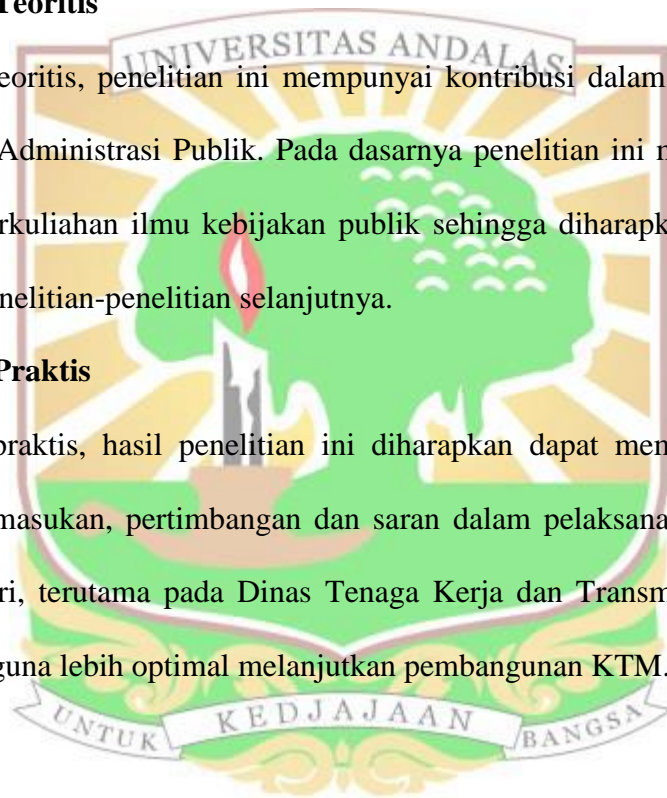 Teoritis
UNIVERSITAS ANDALAS
eoritis, penelitian ini mempunyai kontribusi dalam
Administrasi Publik. Pada dasarnya penelitian ini
rkuliahan ilmu kebijakan publik sehingga diharapk
nelitian-penelitian selanjutnya.
Praktis
praktis, hasil penelitian ini diharapkan dapat men
masukan, pertimbangan dan saran dalam pelaksana
ri, terutama pada Dinas Tenaga Kerja dan Transm
guna lebih optimal melanjutkan pembangunan KTM.
UNTUK KEDJAJAAN BANGSA